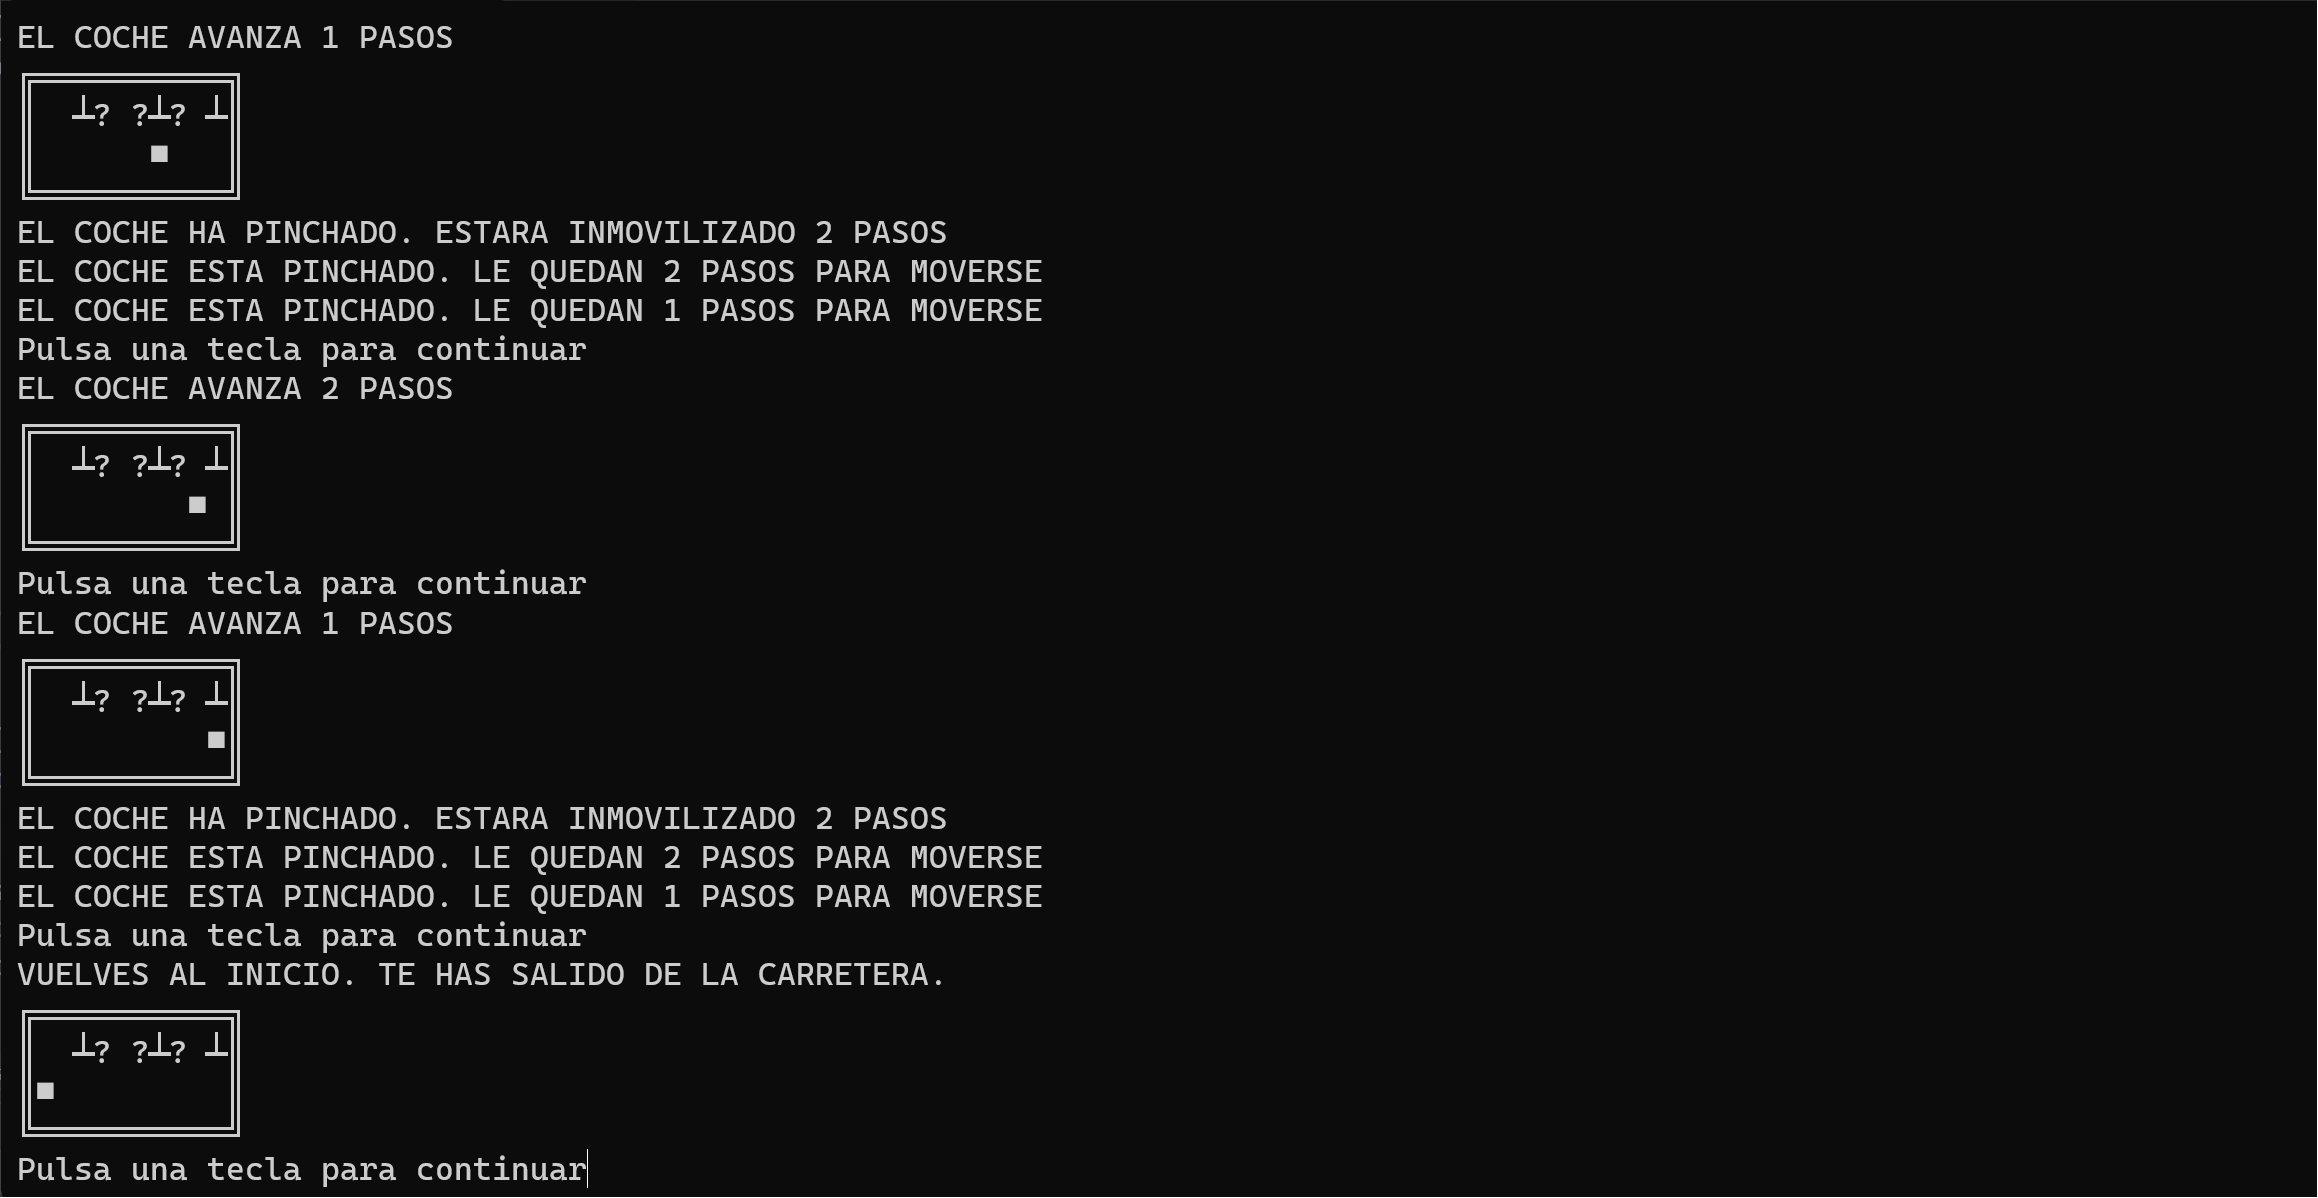 EL COCHE AVANZA 1 PASOS
┴? ?┴? ┴
■
EL COCHE HA PINCHADO. ESTARA INMOVILIZADO 2 PASOS
EL COCHE ESTA PINCHADO. LE QUEDAN 2 PASOS PARA MOVERSE
EL COCHE ESTA PINCHADO. LE QUEDAN 1 PASOS PARA MOVERSE
Pulsa una tecla para continuar
EL COCHE AVANZA 2 PASOS
┴? ?┴? ┴
■
Pulsa una tecla para continuar
EL COCHE AVANZA 1 PASOS
┴? ?┴? ┴
■
EL COCHE HA PINCHADO. ESTARA INMOVILIZADO 2 PASOS
EL COCHE ESTA PINCHADO. LE QUEDAN 2 PASOS PARA MOVERSE
EL COCHE ESTA PINCHADO. LE QUEDAN 1 PASOS PARA MOVERSE
Pulsa una tecla para continuar
VUELVES AL INICIO. TE HAS SALIDO DE LA CARRETERA.
┴? ?┴? ┴
■
Pulsa una tecla para continuar